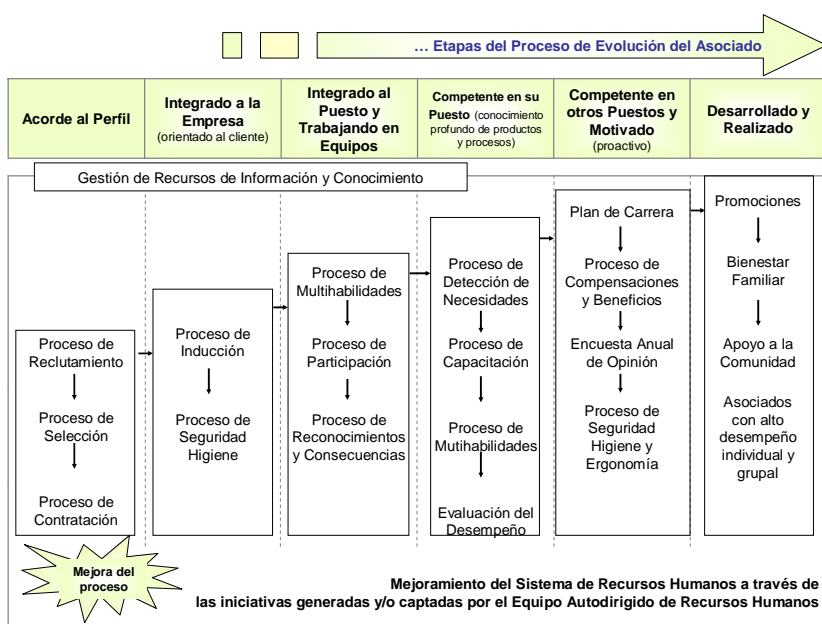 ... Etapas del Proceso de Evolución del Asociado
Acorde al Perfil
Integrado a la
Empresa
(orientado al cliente)
Integrado al
Puesto y
Trabajando en
Equipos
Competente en su
Puesto (conocimiento
profundo de productos
y procesos)
Competente en
otros Puestos y
Motivado
(proactivo)
Desarrollado y
Realizado
Gestión de Recursos de Información y Conocimiento
Proceso de
Reclutamiento
Proceso de
Selección
Proceso de
Contratación
Proceso de
Inducción
Proceso de
Seguridad
Higiene
Proceso de
Multihabilidades
Proceso de
Participación
Proceso de
Reconocimientos
y Consecuencias
Proceso de
Detección de
Necesidades
Proceso de
Capacitación
Proceso de
Mutihabilidades
Evaluación del
Desempeño
Plan de Carrera
Proceso de
Compensaciones
y Beneficios
Encuesta Anual
de Opinión
Proceso de
Seguridad
Higiene y
Ergonomía
Promociones
Bienestar
Familiar
Apoyo a la
Comunidad
Asociados
con alto
desempeño
individual y
grupal
Mejora del
proceso
Mejoramiento del Sistema de Recursos Humanos a través de
las iniciativas generadas y/o captadas por el Equipo Autodirigido de Recursos Humanos